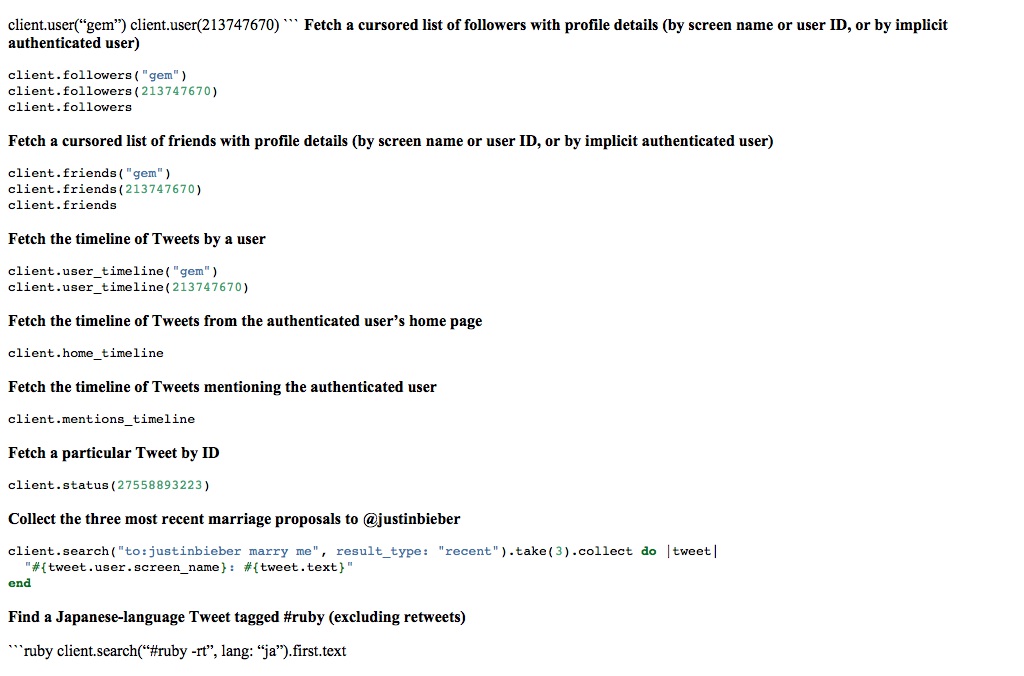 client.user(“gem”) client.user(213747670) ``` Fetch a cursored list of followers with profile details (by screen name or user ID, or by implicit
authenticated user)
client.followers("gem")
client.followers(213747670)
client.followers
Fetch a cursored list of friends with profile details (by screen name or user ID, or by implicit authenticated user)
client.friends("gem")
client.friends(213747670)
client.friends
Fetch the timeline of Tweets by a user
client.user_timeline("gem")
client.user_timeline(213747670)
Fetch the timeline of Tweets from the authenticated user’s home page
client.home_timeline
Fetch the timeline of Tweets mentioning the authenticated user
client.mentions_timeline
Fetch a particular Tweet by ID
client.status(27558893223)
Collect the three most recent marriage proposals to @justinbieber
client.search("to:justinbieber marry me", result_type: "recent").take(3).collect do |tweet|
  "#{tweet.user.screen_name}: #{tweet.text}"
end
Find a Japanese-language Tweet tagged #ruby (excluding retweets)
```ruby client.search(“#ruby -rt”, lang: “ja”).first.text